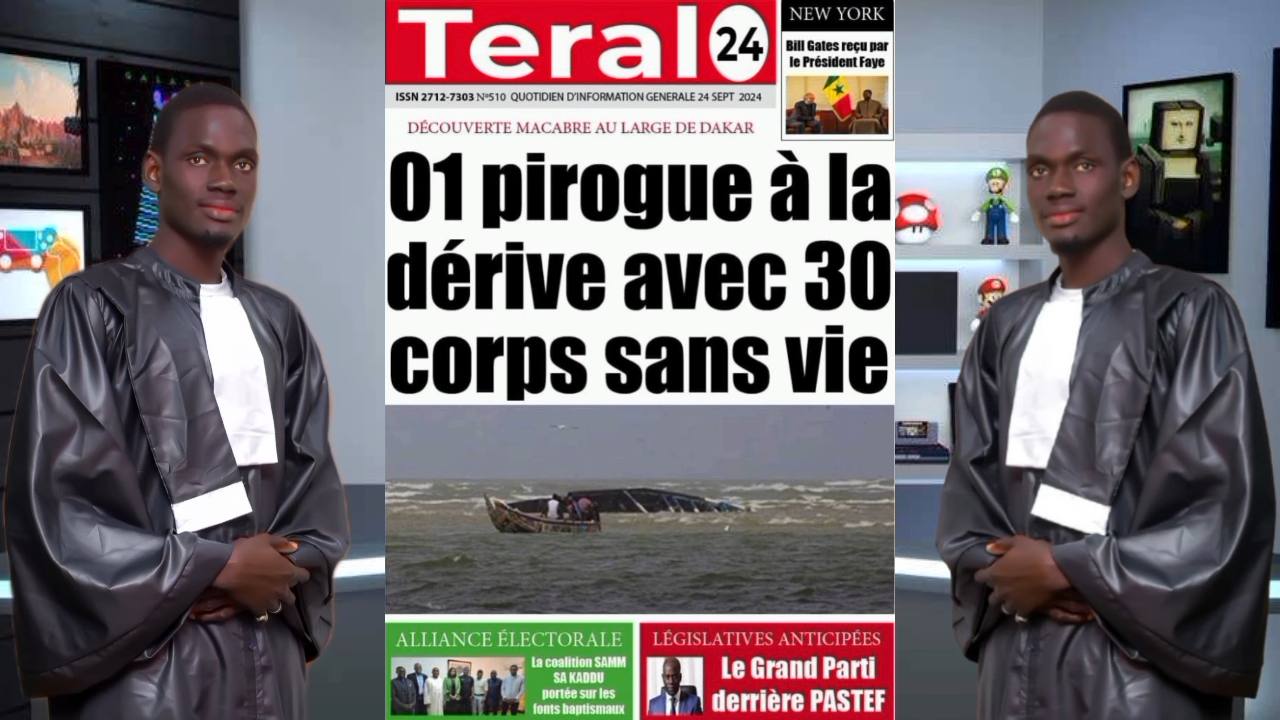 Teral 24
ISSN 2712-7303 N°510 QUOTIDIEN D'INFORMATION GENERALE 24 SEPT 2024
NEW YORK
Bill Gates reçu par
le Président Faye
DÉCOUVERTE MACABRE AU LARGE DE DAKAR
01 pirogue à la
dérive avec 30
corps sans vie
ALLIANCE ÉLECTORALE
La coalition SAMM
SA KADDU
portée sur les
fonts baptismaux
LÉGISLATIVES ANTICIPÉES
Le Grand Parti
derrière PASTEF